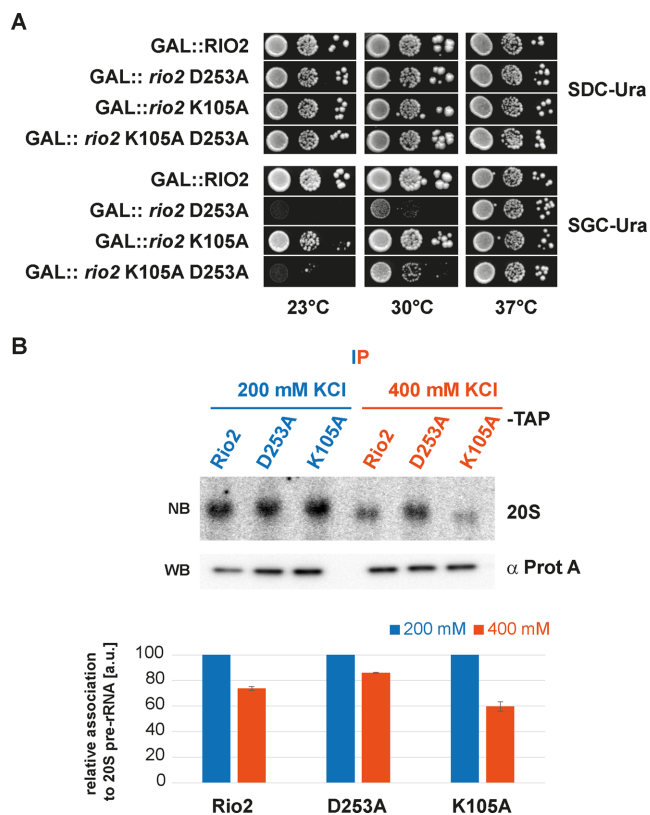 A
GAL::RIO2
GAL:: rio2 D253A
GAL::rio2 K105A
GAL:: rio2 K105A D253A
SDC-Ura
GAL::RIO2
GAL:: rio2 D253A
GAL::rio2 K105A
GAL:: rio2 K105A D253A
SGC-Ura
23°C 30°C 37°C
B
IP
200 mM KCl 400 mM KCl
-TAP
Rio2 D253A K105A Rio2 D253A K105A
NB 20S
WB α Prot A
200 mM 400 mM
relative association
to 20S pre-rRNA [a.u.]
100
80
60
40
20
0
Rio2 D253A K105A